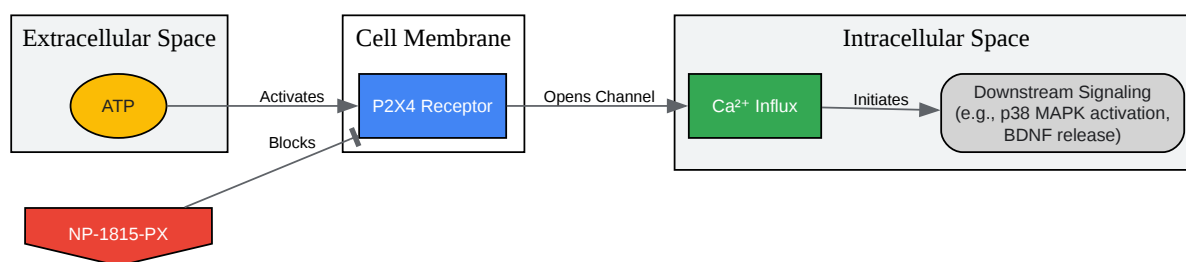 Extracellular Space
ATP
Activates
Blocks
NP-1815-PX
Cell Membrane
P2X4 Receptor
Opens Channel
Intracellular Space
Ca²⁺ Influx
Initiates
Downstream Signaling
(e.g., p38 MAPK activation,
BDNF release)